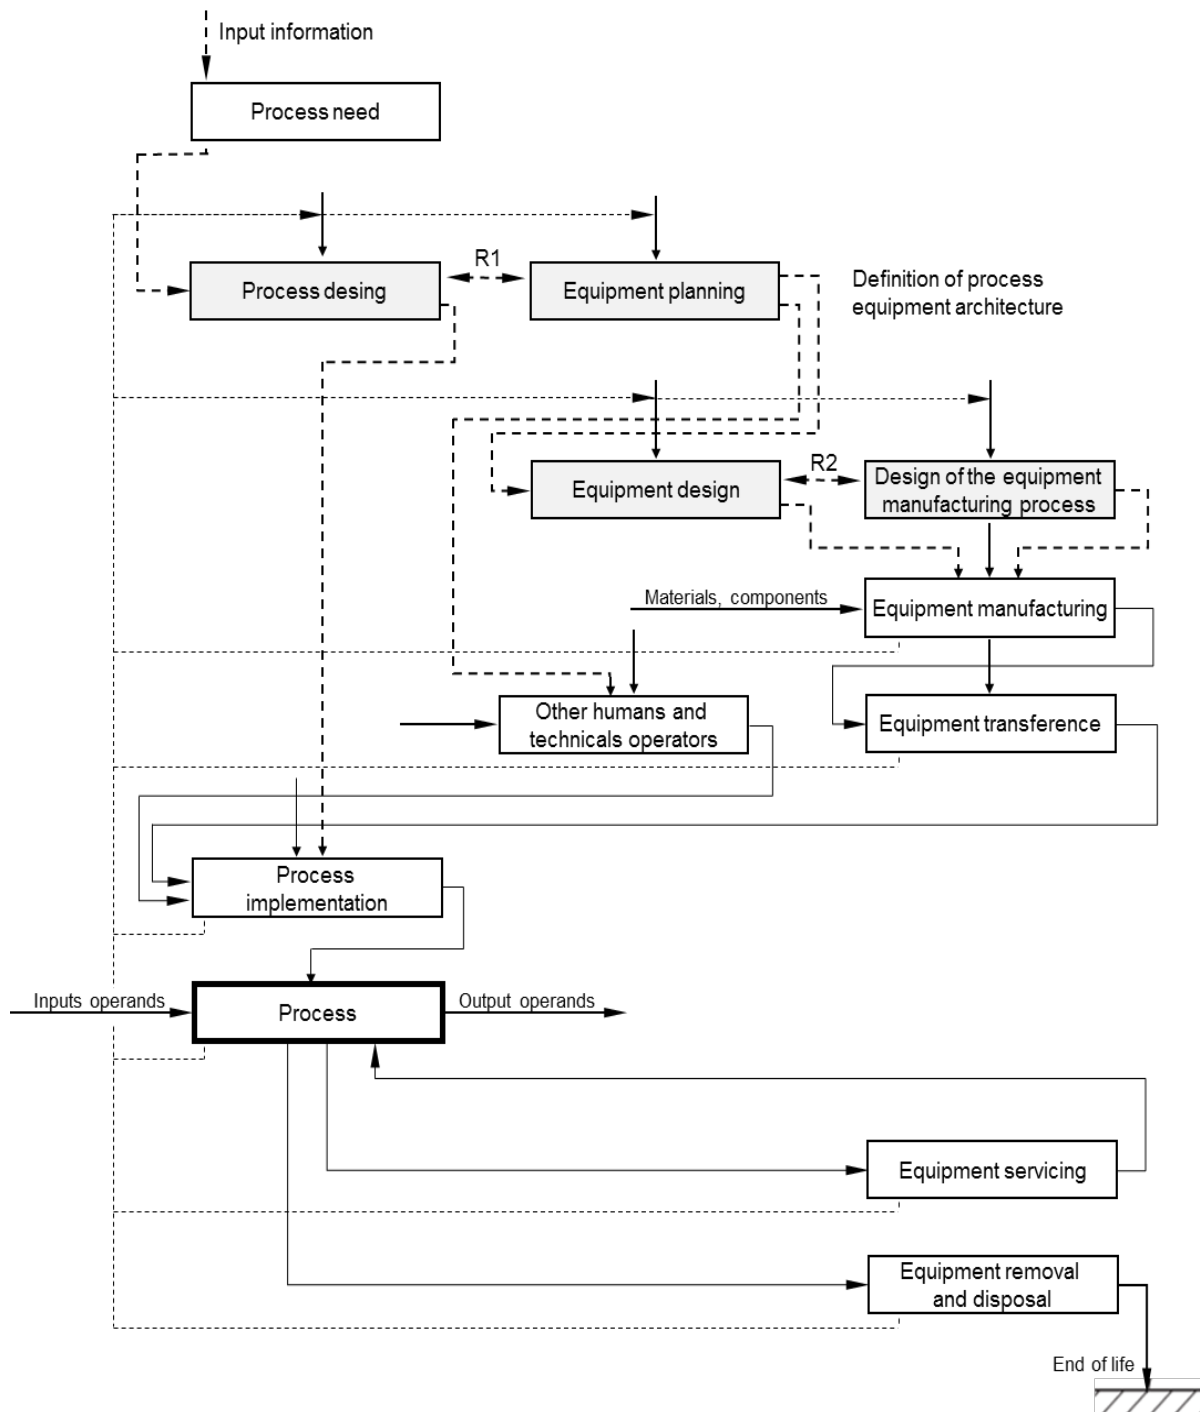 Input information
Process need
R1
Process desing
Equipment planning
Definition of process
equipment architecture
R2
Equipment design
Design of the equipment
manufacturing process
Materials, components
Equipment manufacturing
Other humans and
technicals operators
Equipment transference
Process
implementation
Inputs operands
Process
Output operands
Equipment servicing
Equipment removal
and disposal
End of life